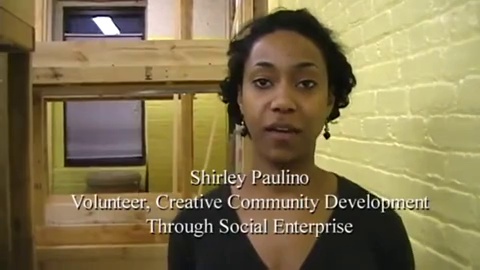 Shirley Paulino
Volunteer, Creative Community Development
Through Social Enterprise